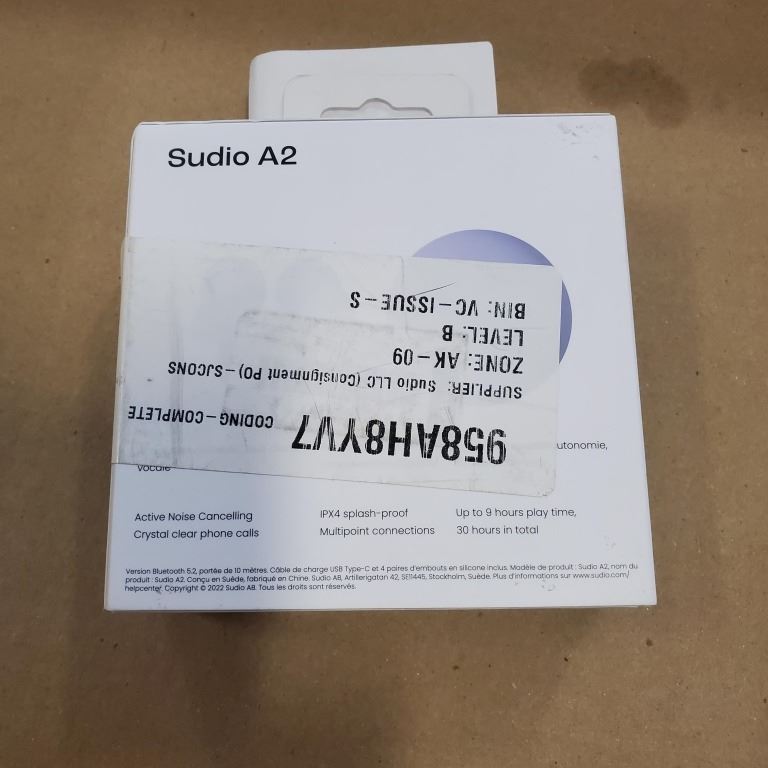 Sudio A2
958AH8YV7 CODING-COMPLETE
SUPPLIER: Sudio LLC (Consignment PO)-SJCONS
ZONE: AK-09
LEVEL: B
BIN: VC-ISSUE-S
utonomie,
vocale
Active Noise Cancelling
Crystal clear phone calls
IPX4 splash-proof
Multipoint connections
Up to 9 hours play time,
30 hours in total
Version Bluetooth 5.2, portée de 10 mètres. Câble de charge USB Type-C et 4 paires d'embouts en silicone inclus. Modèle de produit : Sudio A2, nom du
produit : Sudio A2. Conçu en Suède, fabriqué en Chine. Sudio AB, Artillerigatan 42, SE11445, Stockholm, Suède. Plus d'informations sur www.sudio.com/
helpcenter Copyright © 2022 Sudio AB. Tous les droits sont réservés.